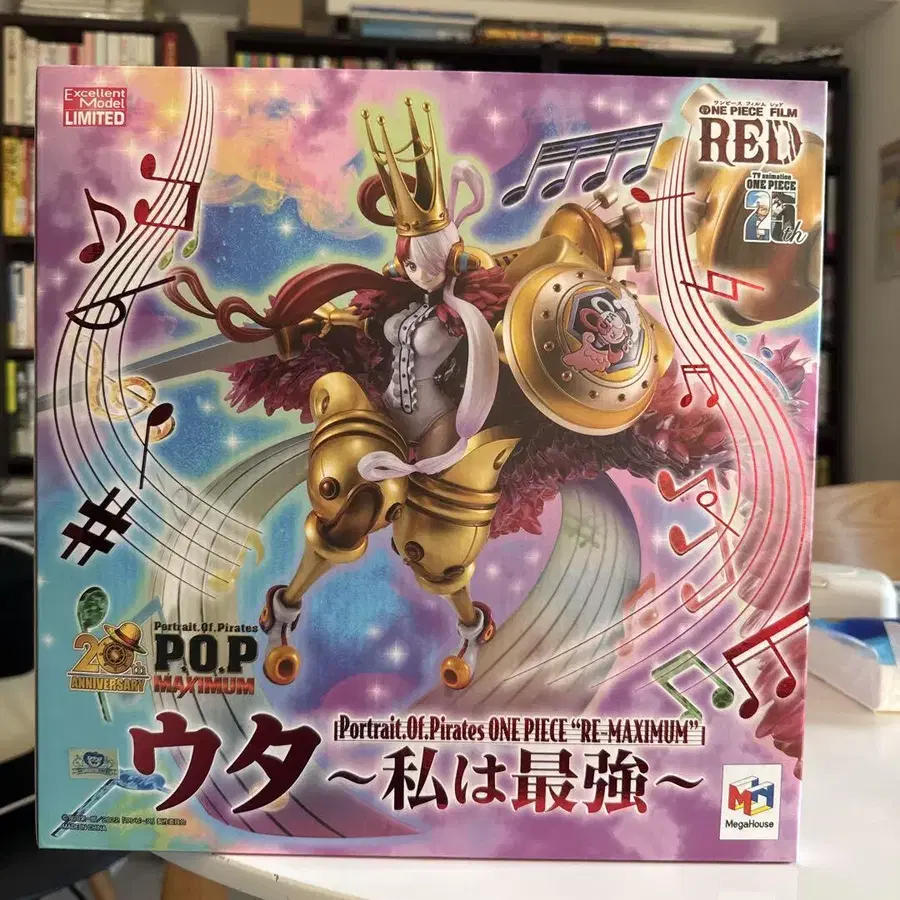 Excellent
Model
LIMITED
ワンピース フィルム レッド
ONE PIECE FILM
RED
TV animation
ONE PIECE
25th
20th
ANNIVERSARY
Portrait.Of.Pirates
P.O.P
MAXIMUM
Portrait.Of.Pirates ONE PIECE “RE-MAXIMUM”
ウタ
～私は最強～
MADE IN CHINA
MegaHouse